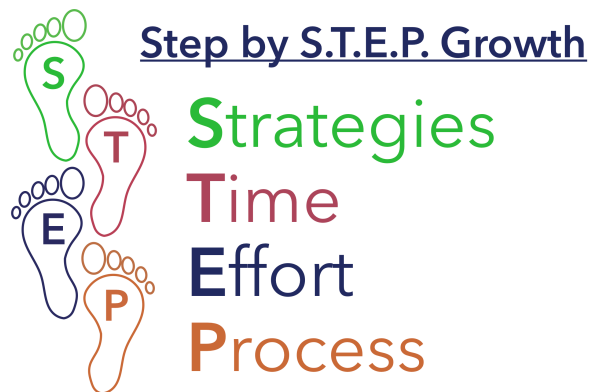 Step by S.T.E.P. Growth
S
T
E
P
Strategies
Time
Effort
Process